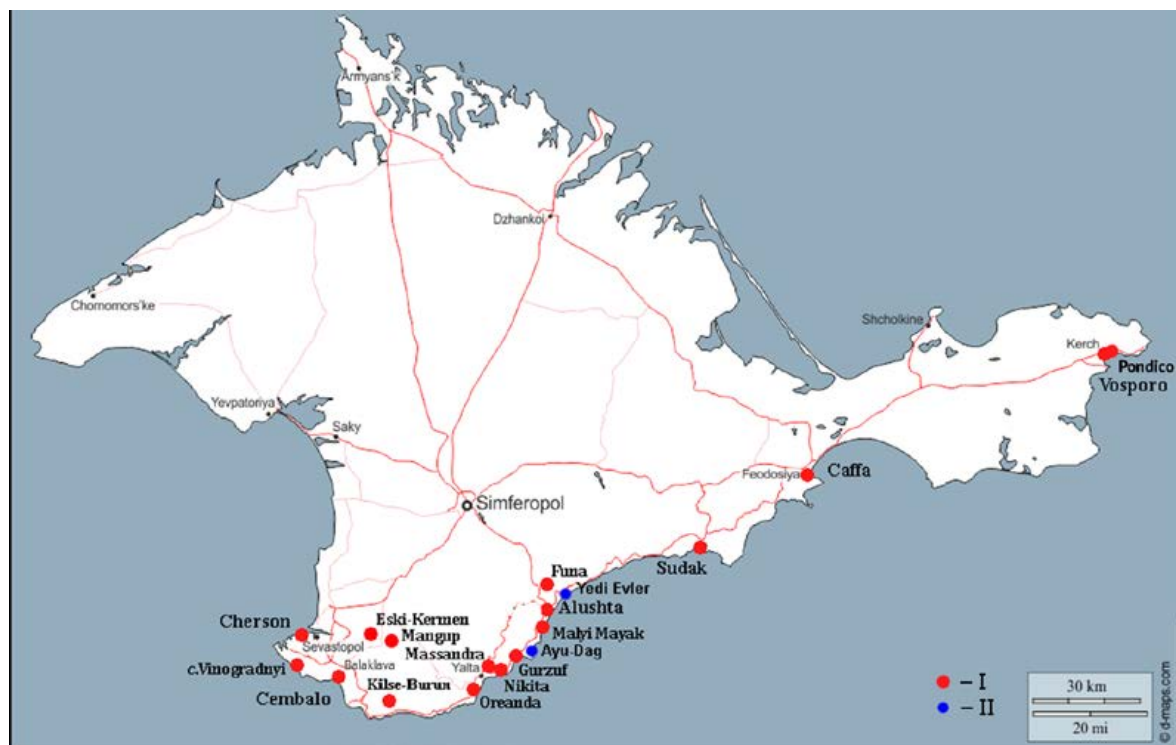 Armyans'k
Dzhankoi
Chornomors'ke
Shcholkine
Kerch
Pondico
Vosporo
Yevpatoriya
Saky
Feodosiya
Caffa
Simferopol
Sudak
Funa
Yedi Evler
Alushta
Cherson
Eski-Kermen
Malyi Mayak
Mangup
Sevastopol
Massandra
Ayu-Dag
c.Vinogradnyi
Balaklava
Yalta
Gurzuf
Kilse-Burun
Nikita
Cembalo
Oreanda
– I
– II
30 km
20 mi
© d-maps.com